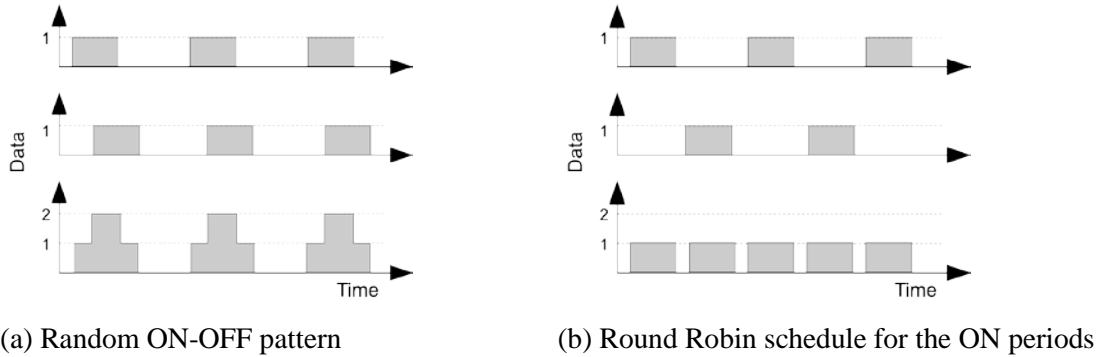 1
1
Data
2
1
Time
1
1
Data
2
1
Time
(a) Random ON-OFF pattern
(b) Round Robin schedule for the ON periods